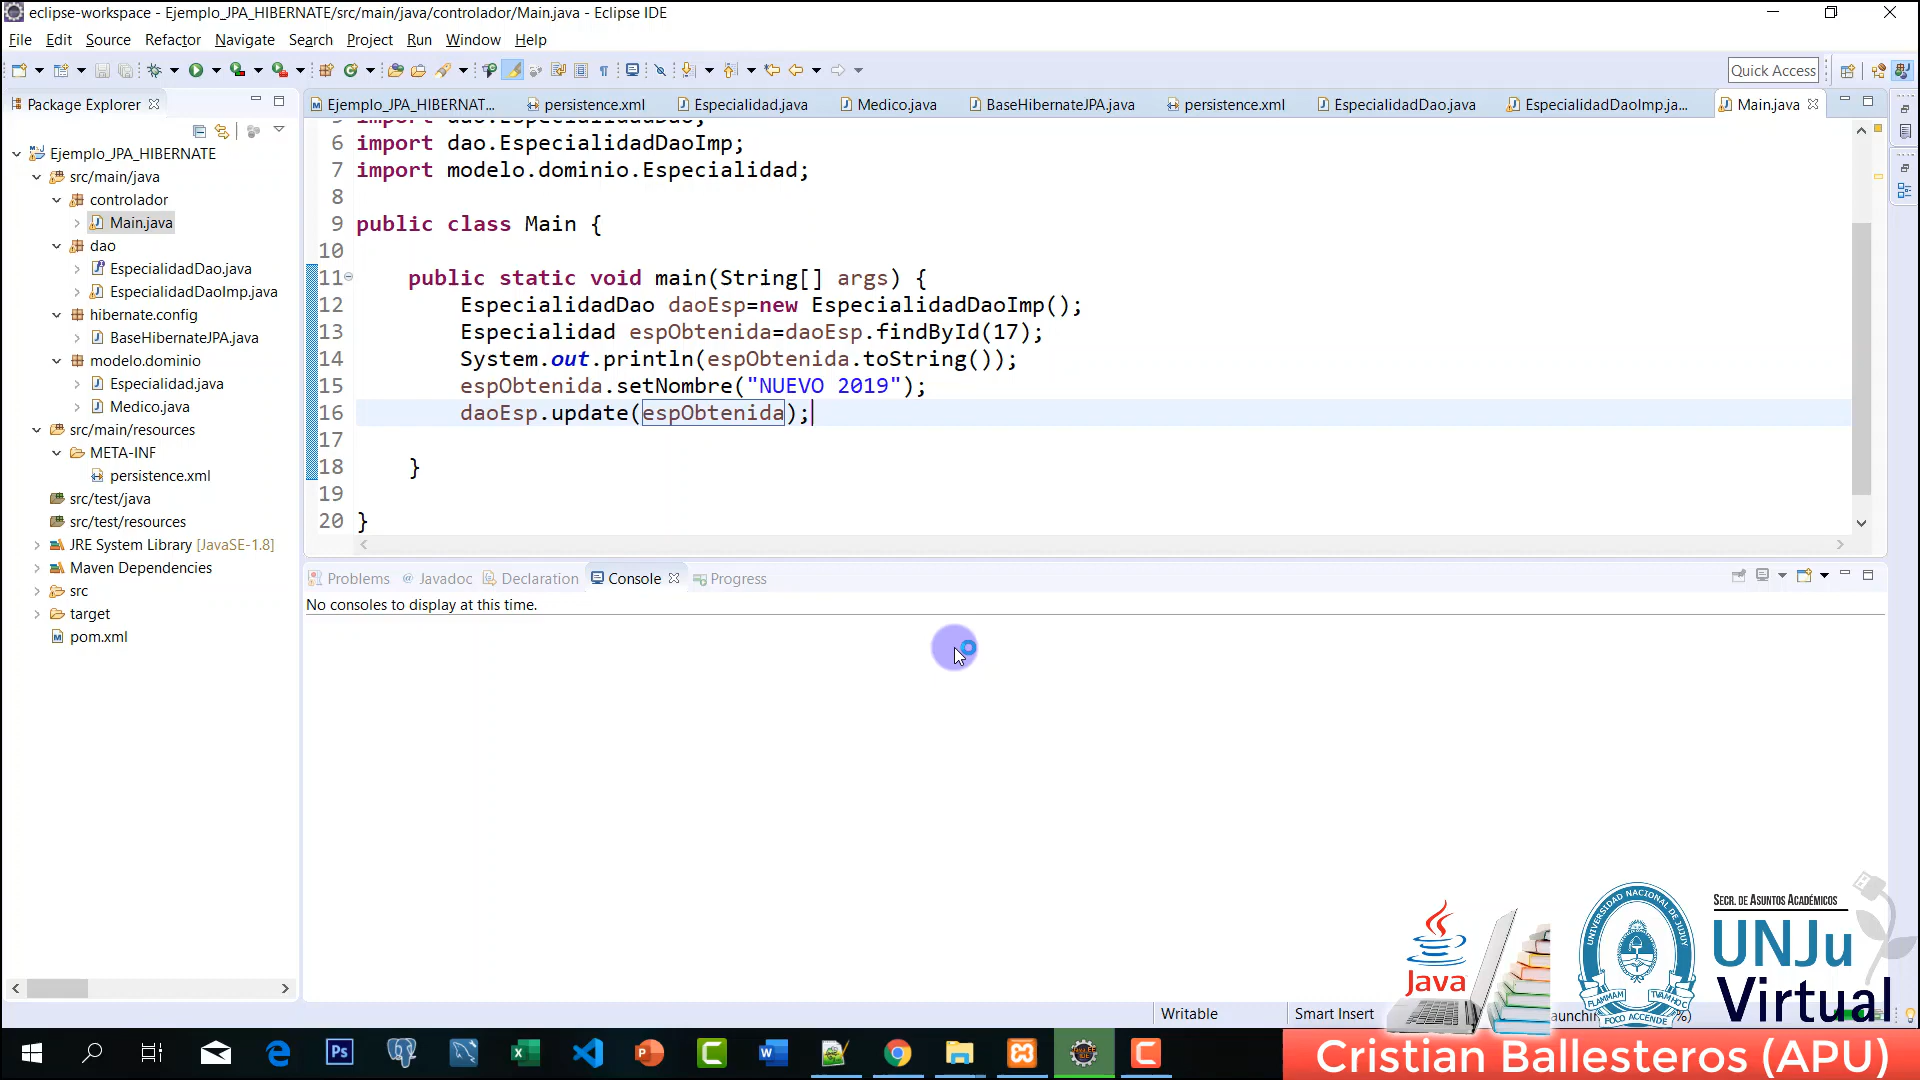 eclipse-workspace - Ejemplo_JPA_HIBERNATE/src/main/java/controlador/Main.java - Eclipse IDE
File Edit Source Refactor Navigate Search Project Run Window Help
Quick Access
Package Explorer
Ejemplo_JPA_HIBERNAT... persistence.xml Especialidad.java Medico.java BaseHibernateJPA.java persistence.xml EspecialidadDao.java EspecialidadDaoImp.ja... Main.java
Ejemplo_JPA_HIBERNATE
src/main/java
controlador
Main.java
dao
EspecialidadDao.java
EspecialidadDaoImp.java
hibernate.config
BaseHibernateJPA.java
modelo.dominio
Especialidad.java
Medico.java
src/main/resources
META-INF
persistence.xml
src/test/java
src/test/resources
JRE System Library [JavaSE-1.8]
Maven Dependencies
src
target
pom.xml
import dao.EspecialidadDao;
6 import dao.EspecialidadDaoImp;
7 import modelo.dominio.Especialidad;
8
9 public class Main {
10
11 public static void main(String[] args) {
12 EspecialidadDao daoEsp=new EspecialidadDaoImp();
13 Especialidad espObtenida=daoEsp.findById(17);
14 System.out.println(espObtenida.toString());
15 espObtenida.setNombre("NUEVO 2019");
16 daoEsp.update(espObtenida);
17
18 }
19
20 }
Problems @ Javadoc Declaration Console Progress
No consoles to display at this time.
Writable Smart Insert
Java
UNIVERSIDAD NACIONAL DE JUJUY
SECR. DE ASUNTOS ACADÉMICOS
UNJu
Virtual
Cristian Ballesteros (APU)